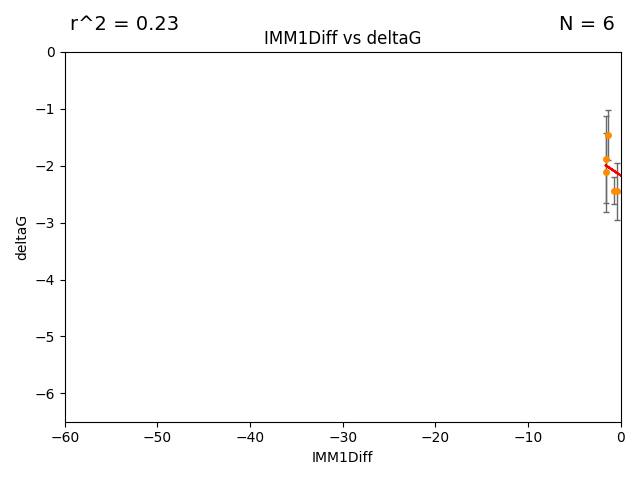 r^2 = 0.23
N = 6
IMM1Diff vs deltaG
0
−1
−2
−3
−4
−5
−6
deltaG
−60 −50 −40 −30 −20 −10 0
IMM1Diff